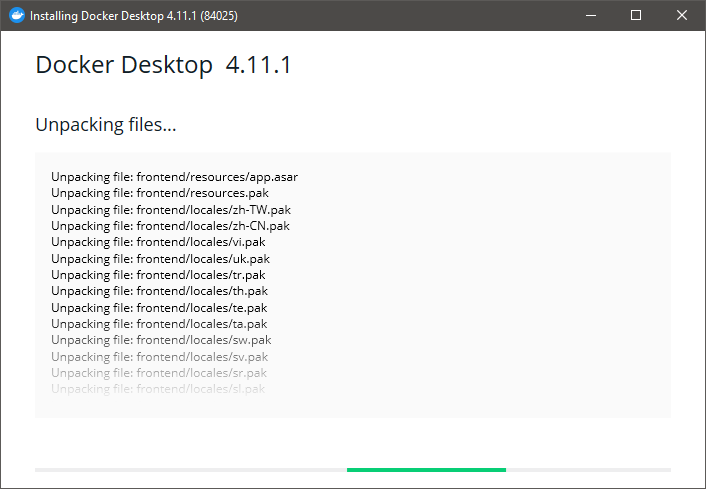 Installing Docker Desktop 4.11.1 (84025)
Docker Desktop 4.11.1
Unpacking files...
Unpacking file: frontend/resources/app.asar
Unpacking file: frontend/resources.pak
Unpacking file: frontend/locales/zh-TW.pak
Unpacking file: frontend/locales/zh-CN.pak
Unpacking file: frontend/locales/vi.pak
Unpacking file: frontend/locales/uk.pak
Unpacking file: frontend/locales/tr.pak
Unpacking file: frontend/locales/th.pak
Unpacking file: frontend/locales/te.pak
Unpacking file: frontend/locales/ta.pak
Unpacking file: frontend/locales/sw.pak
Unpacking file: frontend/locales/sv.pak
Unpacking file: frontend/locales/sr.pak
Unpacking file: frontend/locales/sl.pak